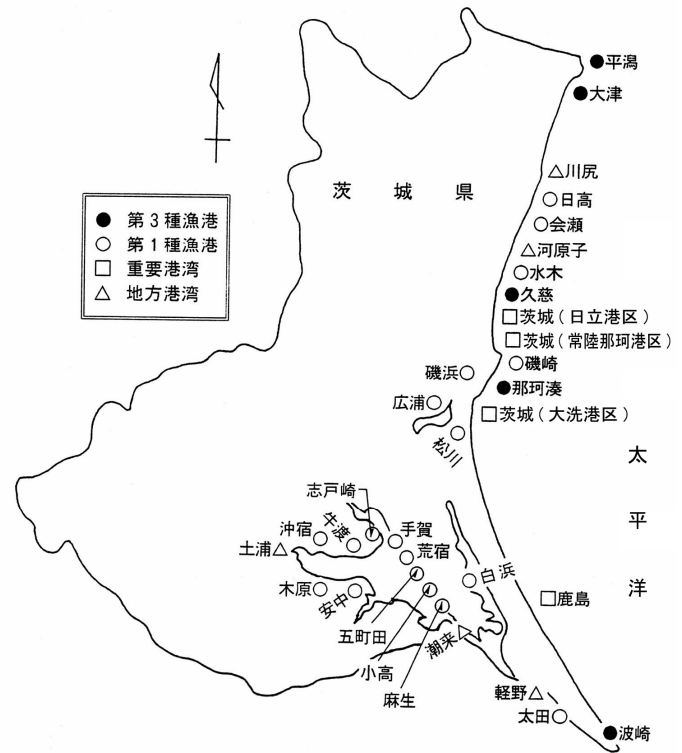 平潟
大津
川尻
茨城県
日高
会瀬
河原子
水木
久慈
茨城(日立港区)
茨城(常陸那珂港区)
磯崎
磯浜
那珂湊
広浦
茨城(大洗港区)
松川
太平洋
第3種漁港
第1種漁港
重要港湾
地方港湾
志戸崎
牛渡
沖宿
手賀
土浦
荒宿
白浜
木原
安中
鹿島
五町田
潮来
小高
麻生
軽野
太田
波崎